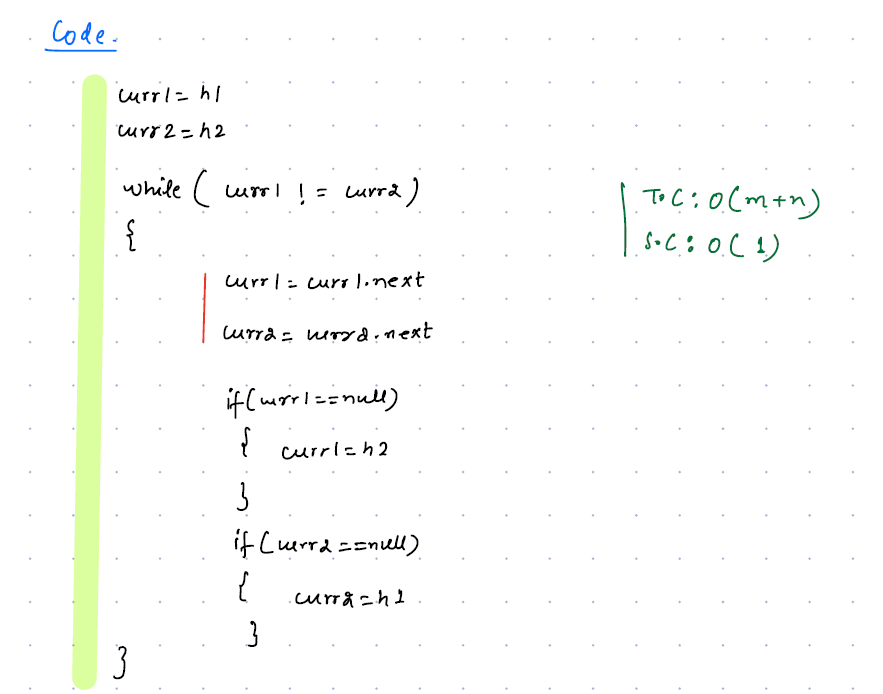 Code.
curr1 = h1
curr2 = h2
while ( curr1 != curr2 )
{
T.C : O(m+n)
S.C : O(1)
curr1 = curr1.next
curr2 = curr2.next
if(curr1==null)
{ curr1=h2
}
if(curr2==null)
{ curr2=h1
}
}